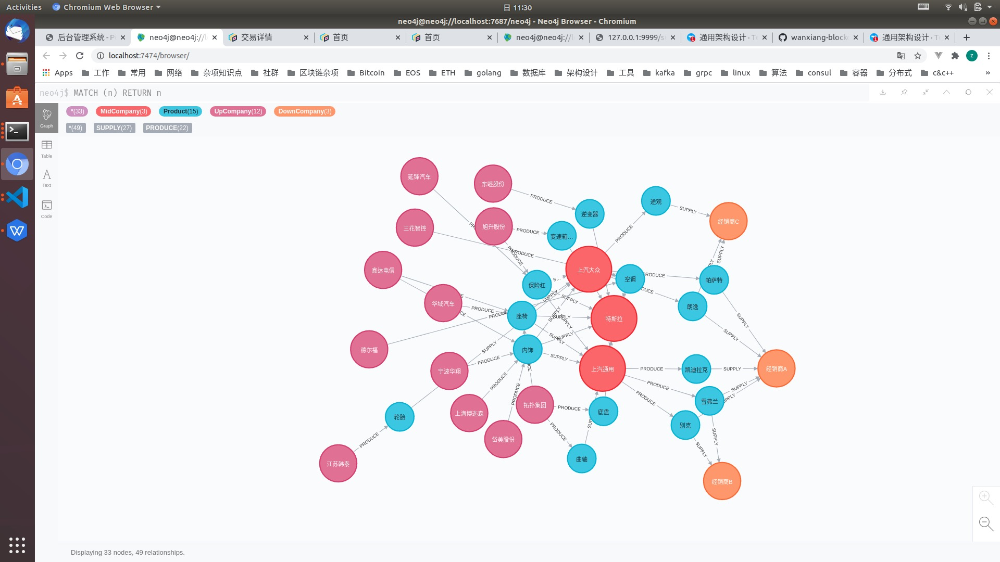 Activities
Chromium Web Browser
日 11:30
neo4j@neo4j://localhost:7687/neo4j - Neo4j Browser - Chromium
后台管理系统 - P
neo4j@neo4j://l
交易详情
首页
首页
neo4j@neo4j://l
127.0.0.1:9999/s
通用架构设计 · T
wanxiang-block
通用架构设计 · T
localhost:7474/browser/
Z
Apps
工作
常用
网络
杂项知识点
社群
区块链杂项
Bitcoin
EOS
ETH
golang
数据库
架构设计
工具
kafka
grpc
linux
算法
consul
容器
分布式
c&c++
»
neo4j$ MATCH (n) RETURN n
*(33)
MidCompany(3)
Product(15)
UpCompany(12)
DownCompany(3)
*(49)
SUPPLY(27)
PRODUCE(22)
Graph
Table
Text
Code
延锋汽车
东睦股份
PRODUCE
途观
SUPPLY
逆变器
经销商C
三花智控
旭升股份
PRODUCE
变速箱...
PRODUCE
PRODUCE
PRODUCE
SUPPLY
鑫达电信
上汽大众
PRODUCE
空调
帕萨特
保险杠
S...
DUCE
华域汽车
SUPPLY
SUPPLY
朗逸
PRODUCE
座椅
PRODU
SUPPLY
SUPPLY
SUPPLY
特斯拉
SUPPLY
SUPPLY
SUPPLY
SUPPLY
SUPPLY
德尔福
SUPPLY
内饰
SUPPLY
PRODUCE
宁波华翔
上汽通用
PRODUCE
凯迪拉克
SUPPLY
经销商A
PRODUCE
PRODUCE
SUPPLY
PRODUCE
PRODUCE
雪弗兰
UPPLY
拓扑集团
PRODUCE
底盘
上海博迩森
轮胎
别克
PRODUCE
PRODUCE
SUPPLY
SUPPLY
岱美股份
曲轴
江苏韩泰
经销商B
Displaying 33 nodes, 49 relationships.